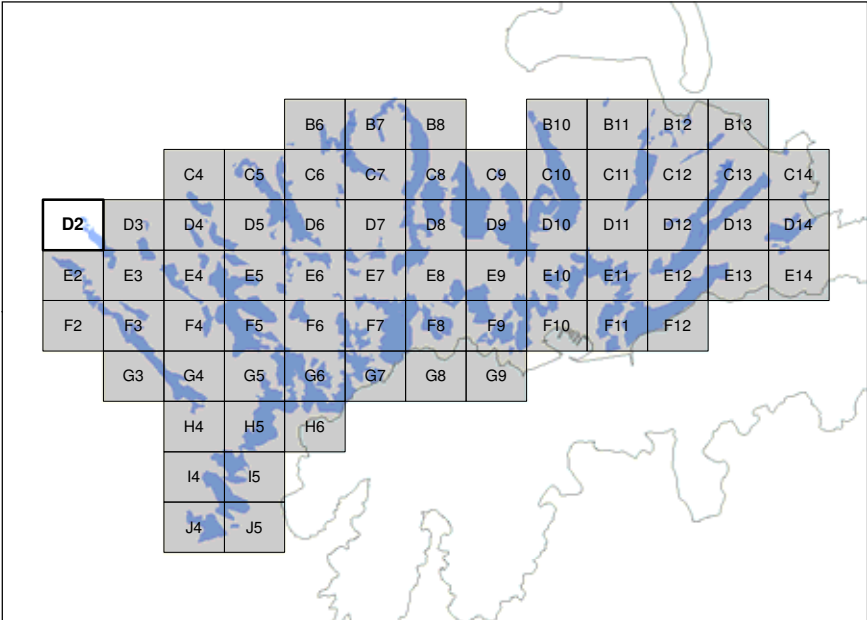 B6 B7 B8 B10 B11 B12 B13
C4 C5 C6 C7 C8 C9 C10 C11 C12 C13 C14
D2 D3 D4 D5 D6 D7 D8 D9 D10 D11 D12 D13 D14
E2 E3 E4 E5 E6 E7 E8 E9 E10 E11 E12 E13 E14
F2 F3 F4 F5 F6 F7 F8 F9 F10 F11 F12
G3 G4 G5 G6 G7 G8 G9
H4 H5 H6
I4 I5
J4 J5